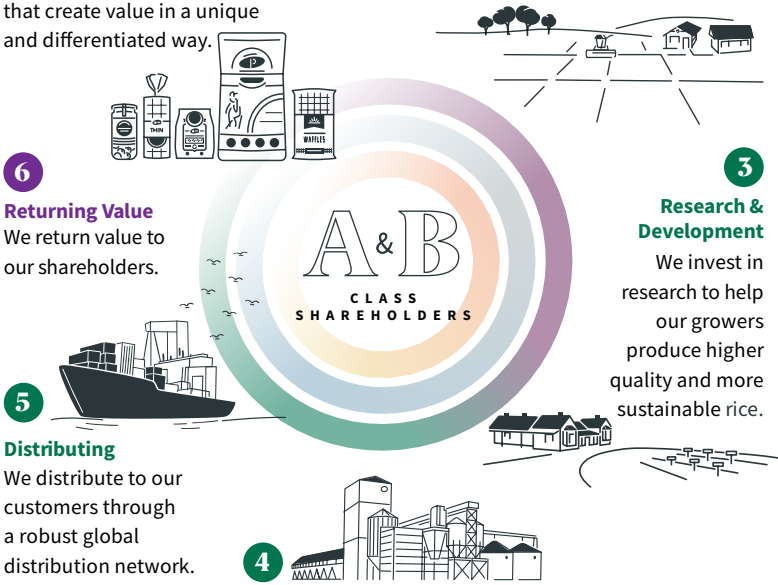 that create value in a unique
and differentiated way.
THIN
WAFFLES
6
Returning Value
We return value to
our shareholders.
A & B
CLASS
SHAREHOLDERS
3
Research &
Development
We invest in
research to help
our growers
produce higher
quality and more
sustainable rice.
5
Distributing
We distribute to our
customers through
a robust global
distribution network.
4